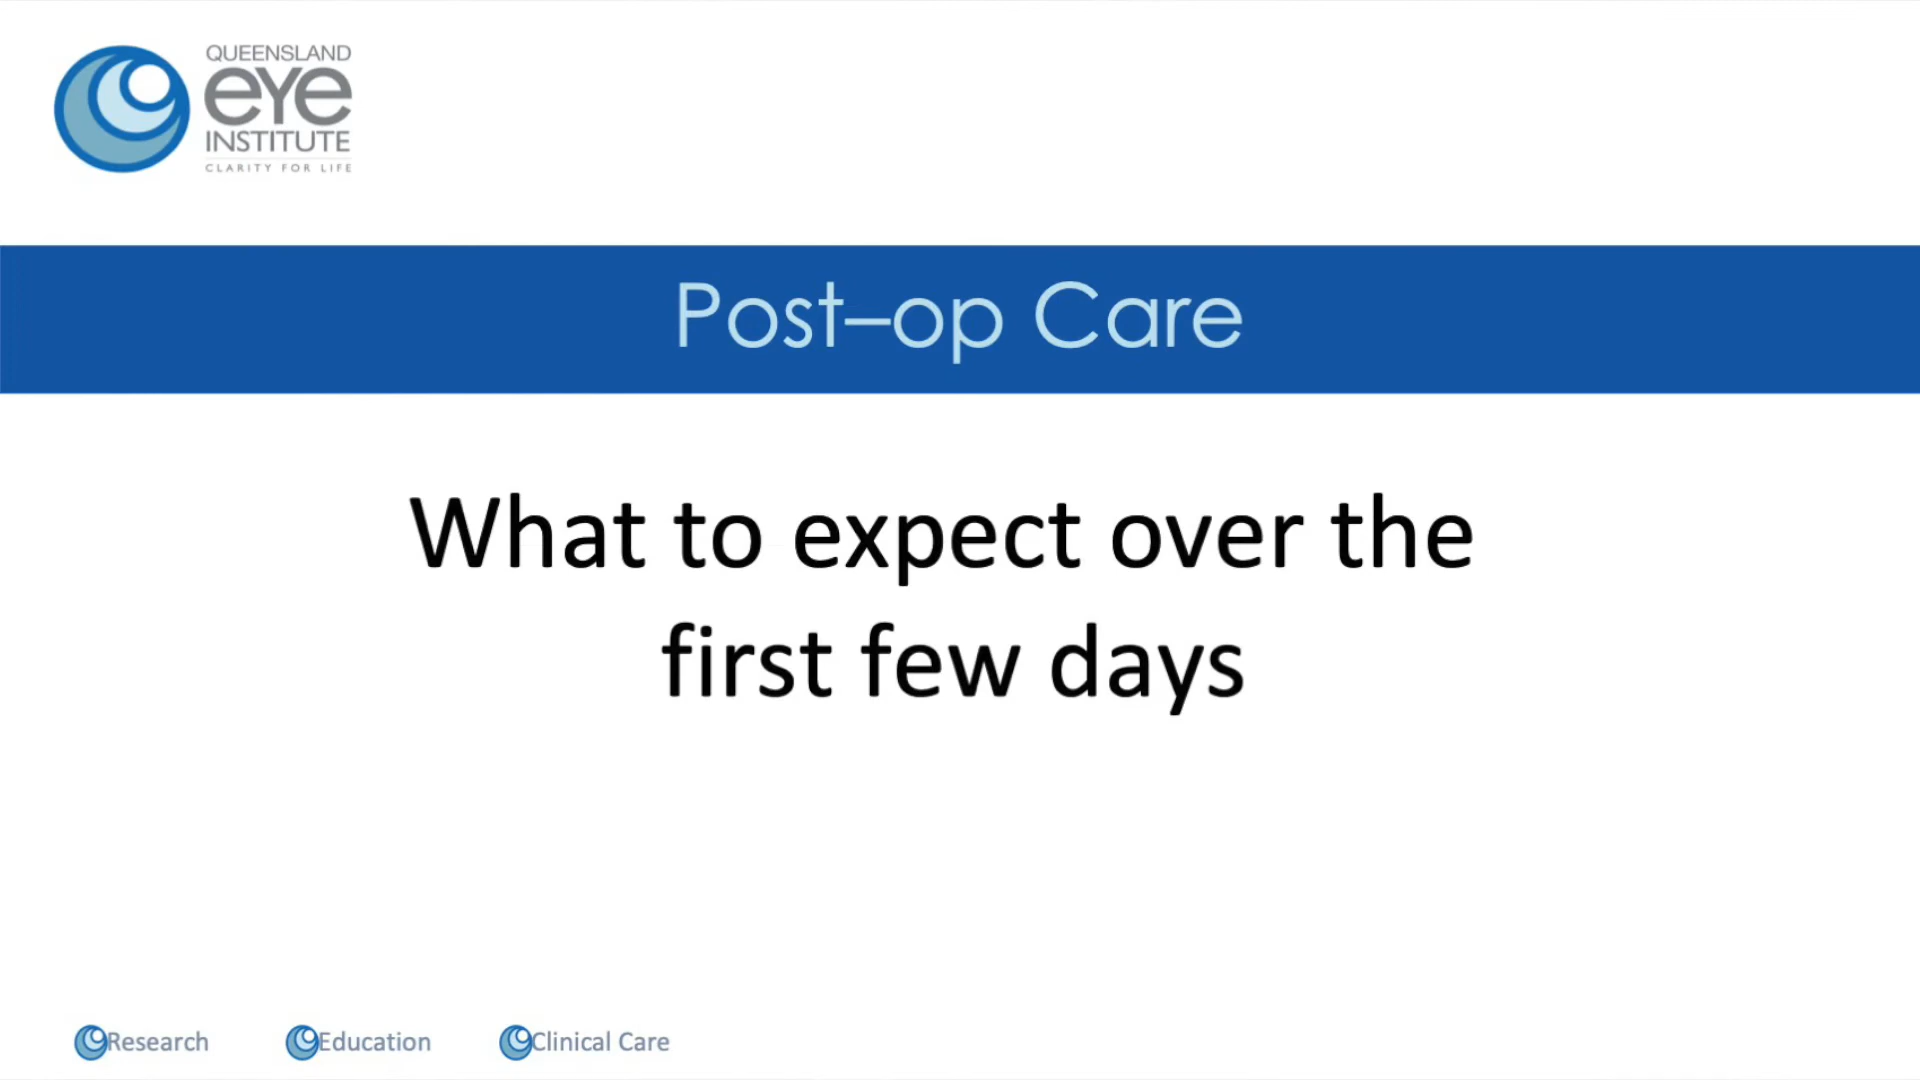 QUEENSLAND
eye
INSTITUTE
CLARITY FOR LIFE
Post–op Care
What to expect over the
first few days
Research Education Clinical Care